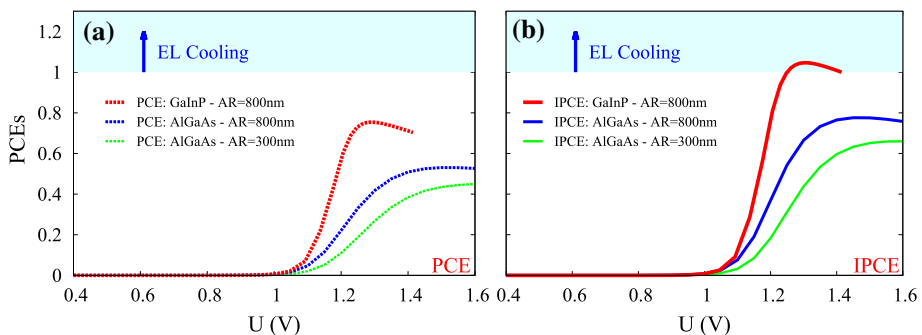 (a)
EL Cooling
PCE: GaInP - AR=800nm
PCE: AlGaAs - AR=800nm
PCE: AlGaAs - AR=300nm
PCE
PCEs
0
0.2
0.4
0.6
0.8
1
1.2
0.4 0.6 0.8 1 1.2 1.4 1.6
U (V)
(b)
EL Cooling
IPCE: GaInP - AR=800nm
IPCE: AlGaAs - AR=800nm
IPCE: AlGaAs - AR=300nm
IPCE
0.4 0.6 0.8 1 1.2 1.4 1.6
U (V)